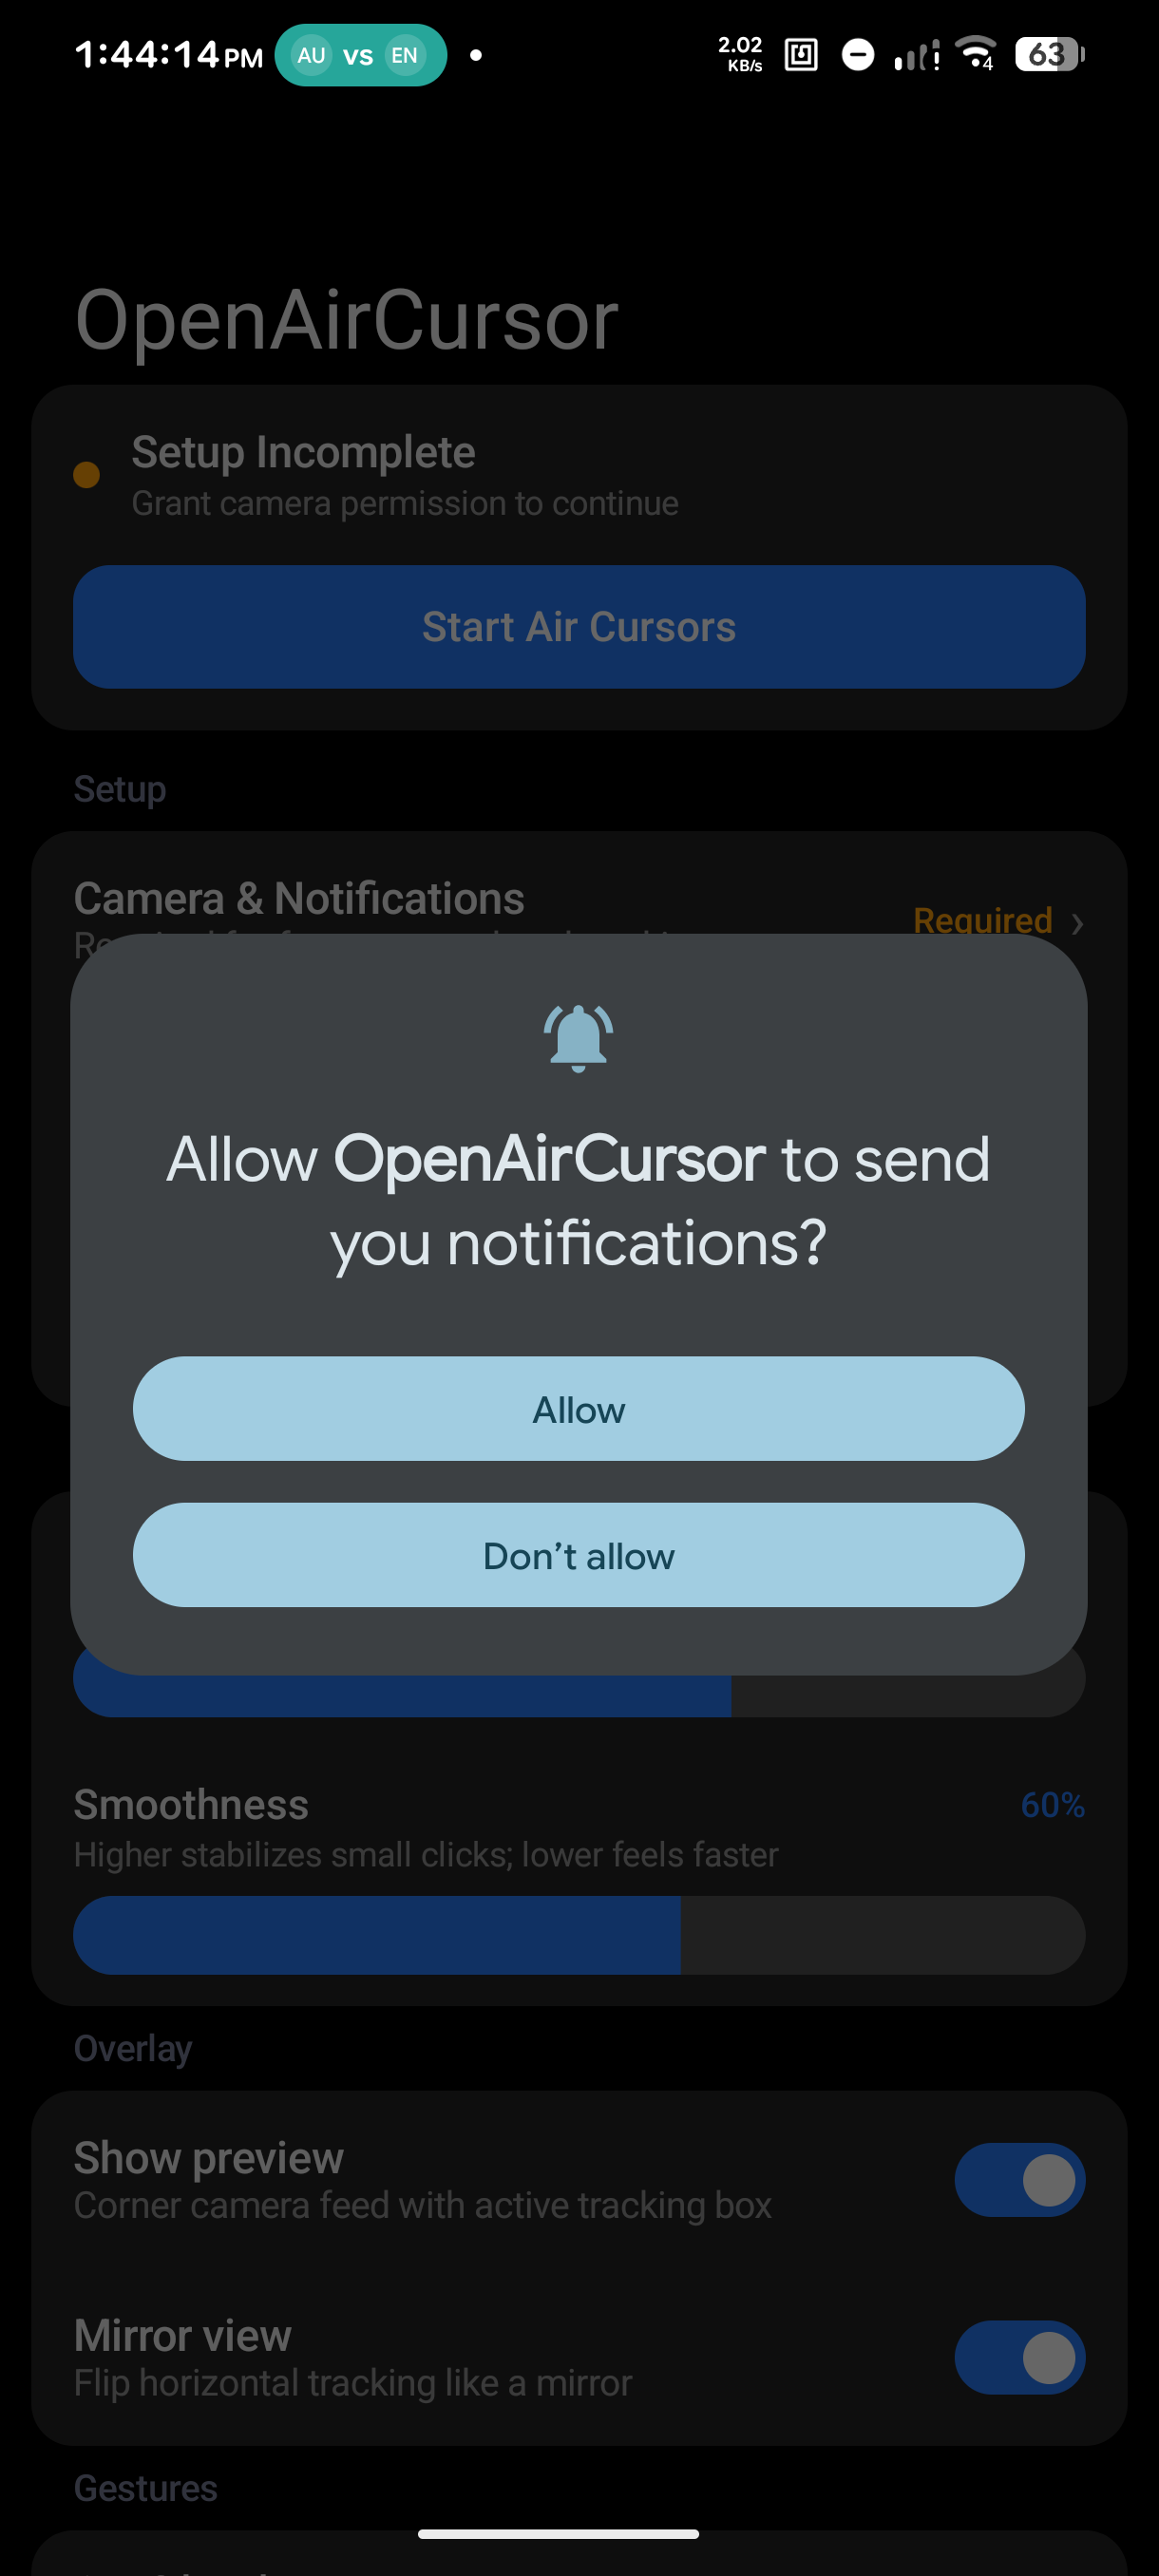 1:44:14 PM AU vs EN
2.02 KB/s 4 63
OpenAirCursor
Setup Incomplete
Grant camera permission to continue
Start Air Cursors
Setup
Camera & Notifications
Required ›
Allow OpenAirCursor to send
you notifications?
Allow
Don’t allow
Smoothness 60%
Higher stabilizes small clicks; lower feels faster
Overlay
Show preview
Corner camera feed with active tracking box
Mirror view
Flip horizontal tracking like a mirror
Gestures